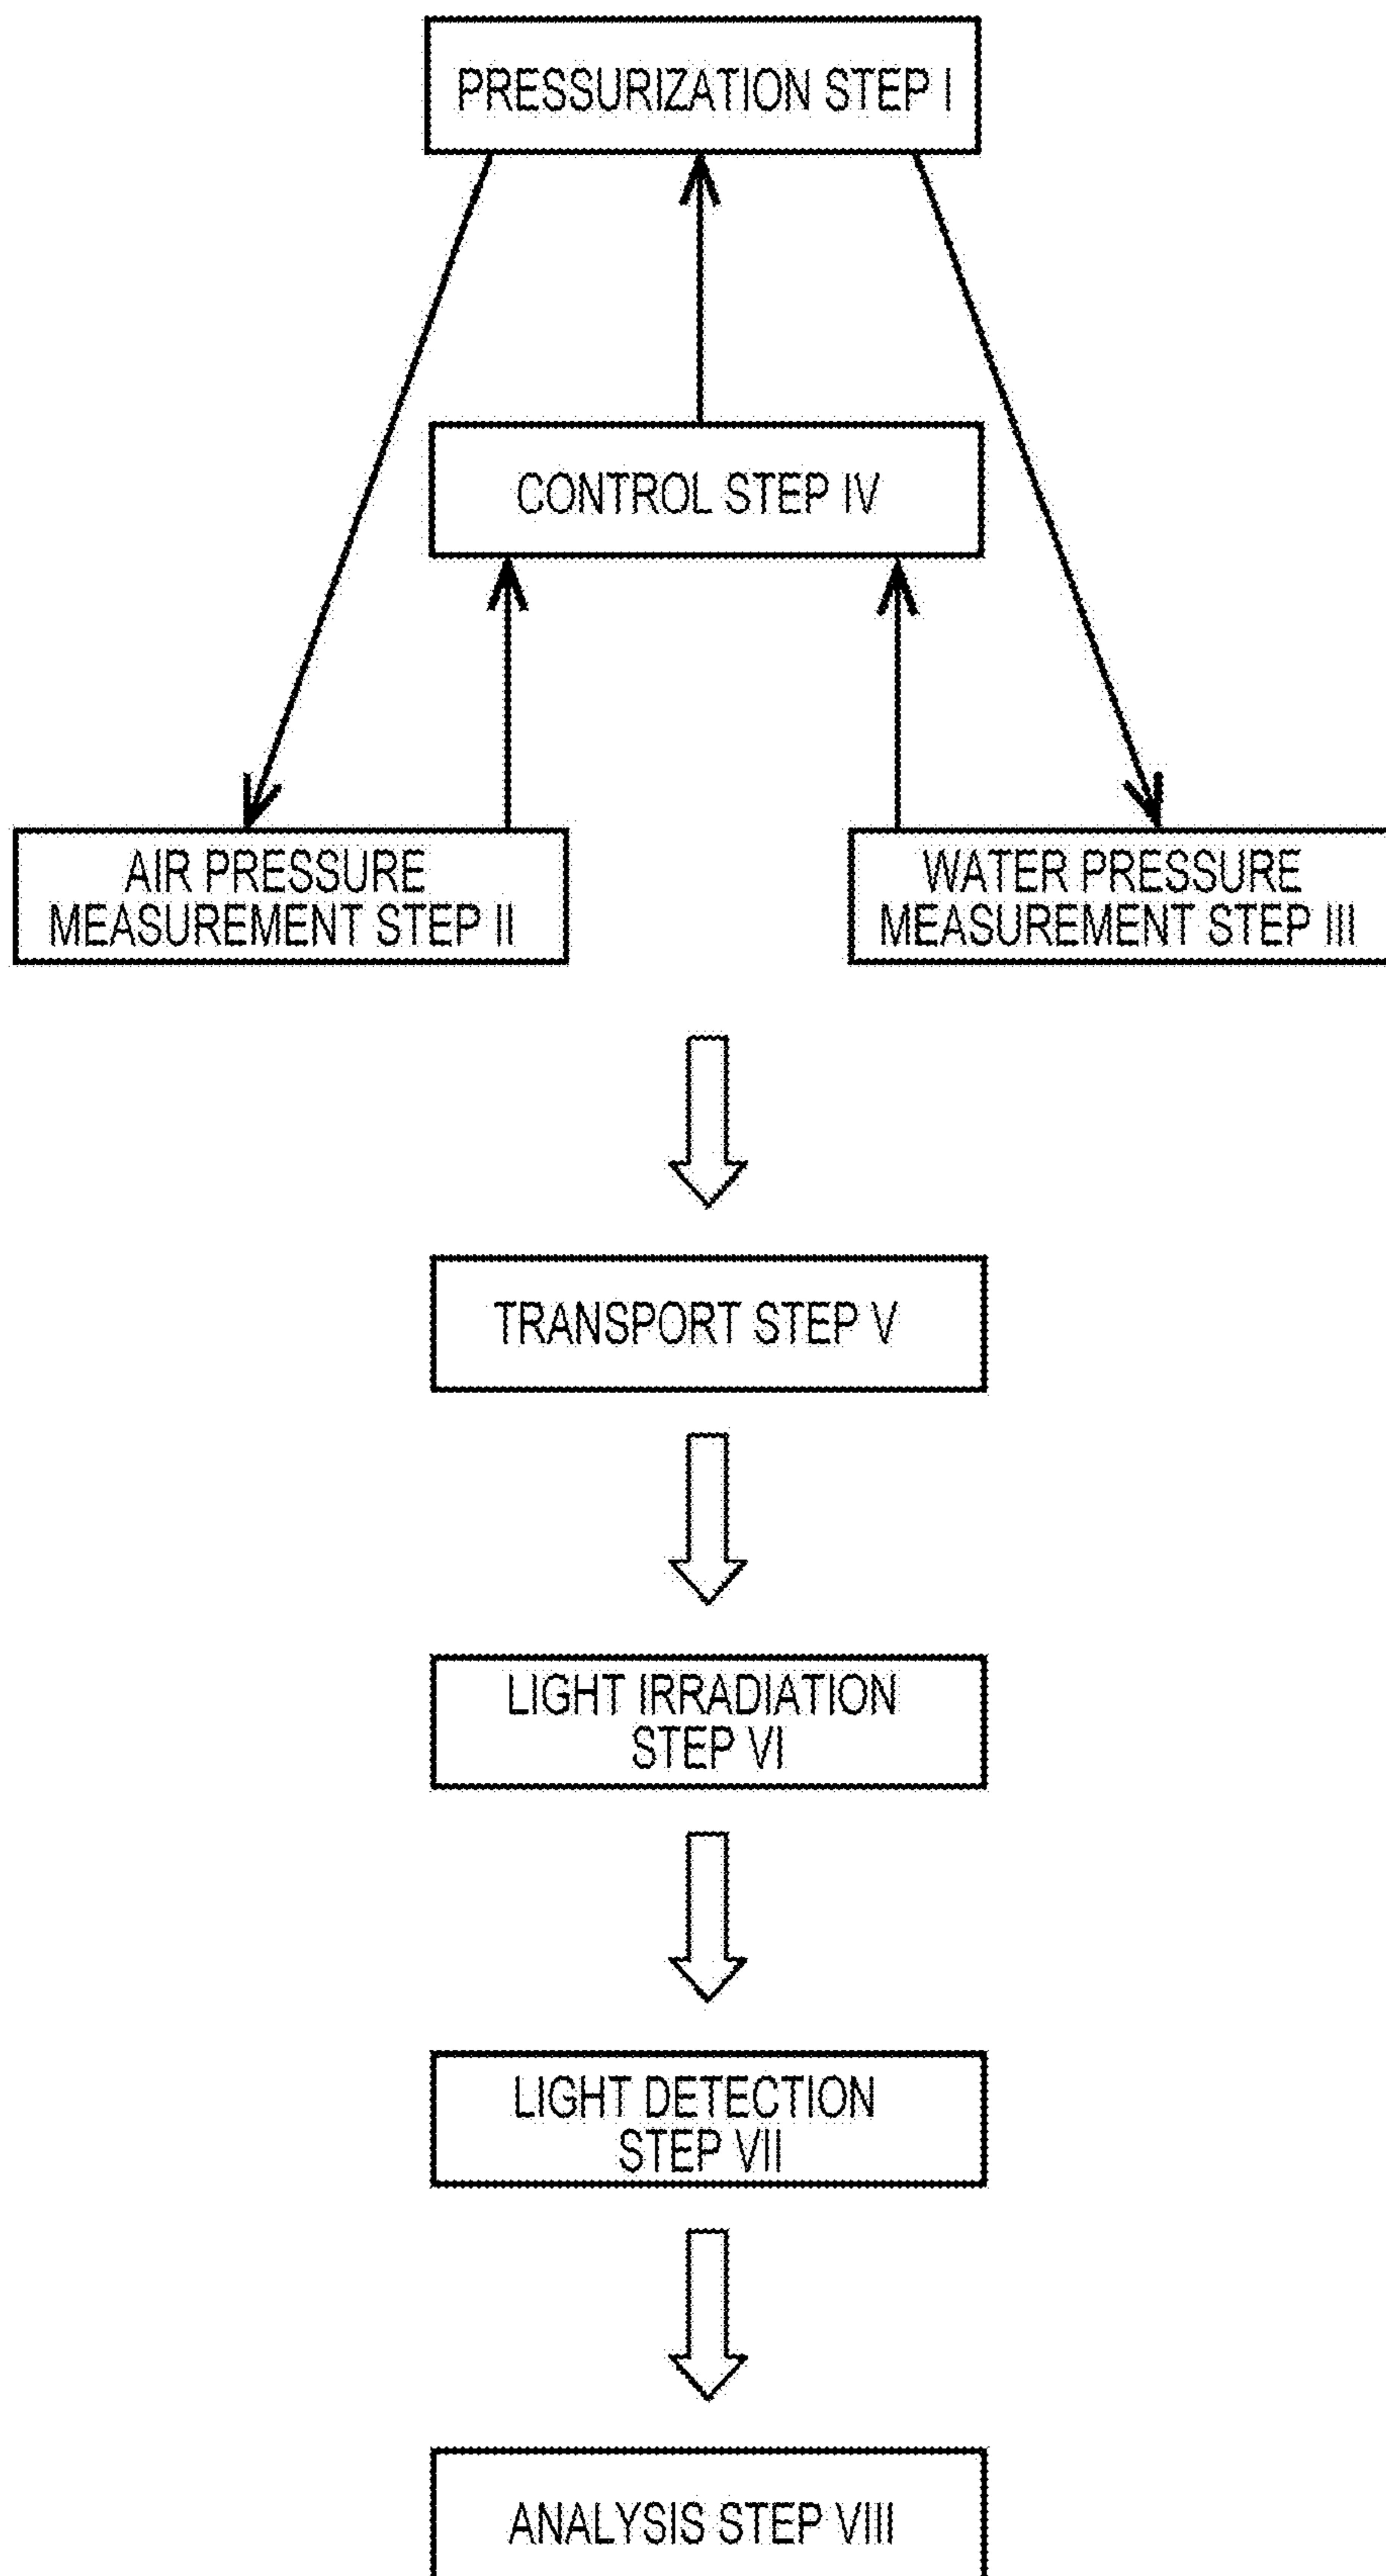 PRESSURIZATION STEP I
CONTROL STEP IV
AIR PRESSURE
MEASUREMENT STEP II
WATER PRESSURE
MEASUREMENT STEP III
TRANSPORT STEP V
LIGHT IRRADIATION
STEP VI
LIGHT DETECTION
STEP VII
ANALYSIS STEP VIII